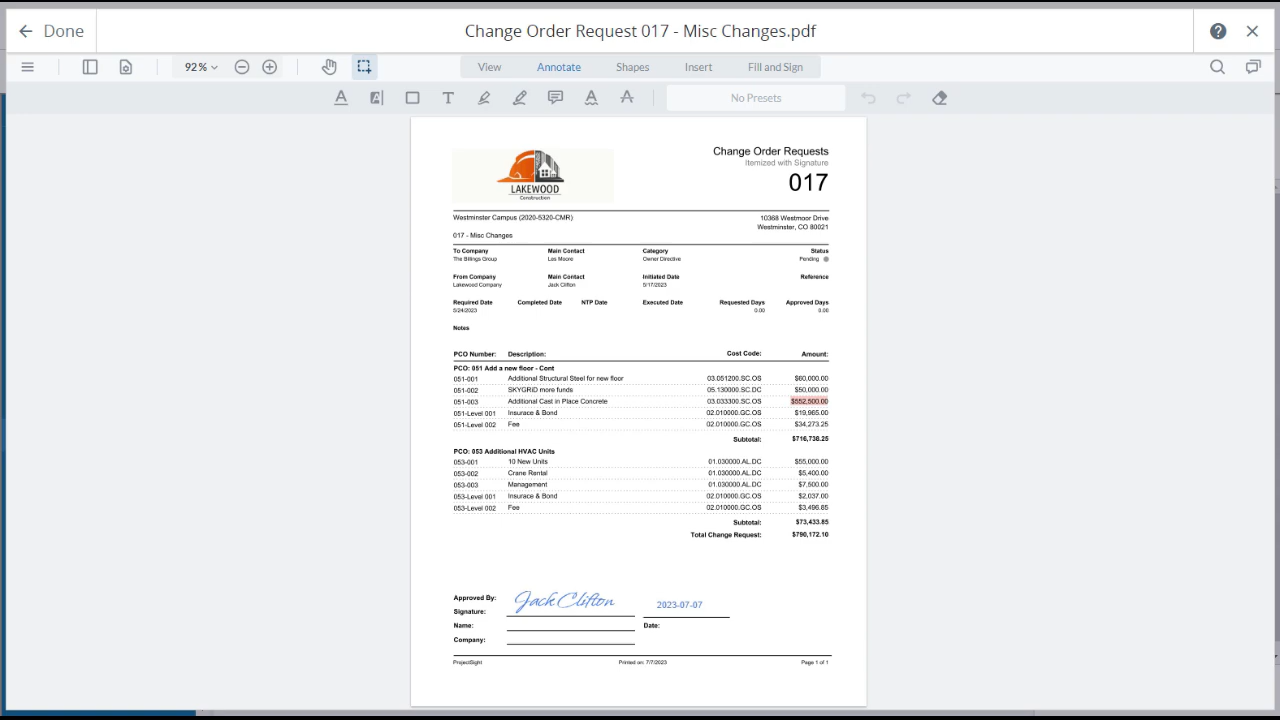 Done
Change Order Request 017 - Misc Changes.pdf
92%
View Annotate Shapes Insert Fill and Sign
No Presets
LAKEWOOD
Construction
Change Order Requests
Itemized with Signature
017
Westminster Campus (2020-5320-CMR)
10368 Westmoor Drive
Westminster, CO 80021
017 - Misc Changes
To Company Main Contact Category Status
The Billings Group Les Moore Owner Directive Pending
From Company Main Contact Initiated Date Reference
Lakewood Company Jack Clifton 5/17/2023
Required Date Completed Date NTP Date Executed Date Requested Days Approved Days
5/24/2023 0.00 0.00
Notes
PCO Number: Description: Cost Code: Amount:
PCO: 051 Add a new floor - Cont
051-001 Additional Structural Steel for new floor 03.051200.SC.OS $60,000.00
051-002 SKYGRiD more funds 05.130000.SC.DC $50,000.00
051-003 Additional Cast in Place Concrete 03.033300.SC.OS $552,500.00
051-Level 001 Insurace & Bond 02.010000.GC.OS $19,965.00
051-Level 002 Fee 02.010000.GC.OS $34,273.25
Subtotal: $716,738.25
PCO: 053 Additional HVAC Units
053-001 10 New Units 01.030000.AL.DC $55,000.00
053-002 Crane Rental 01.030000.AL.DC $5,400.00
053-003 Management 01.030000.AL.DC $7,500.00
053-Level 001 Insurace & Bond 02.010000.GC.OS $2,037.00
053-Level 002 Fee 02.010000.GC.OS $3,496.85
Subtotal: $73,433.85
Total Change Request: $790,172.10
Approved By: Jack Clifton 2023-07-07
Signature:
Name: Date:
Company:
ProjectSight Printed on: 7/7/2023 Page 1 of 1